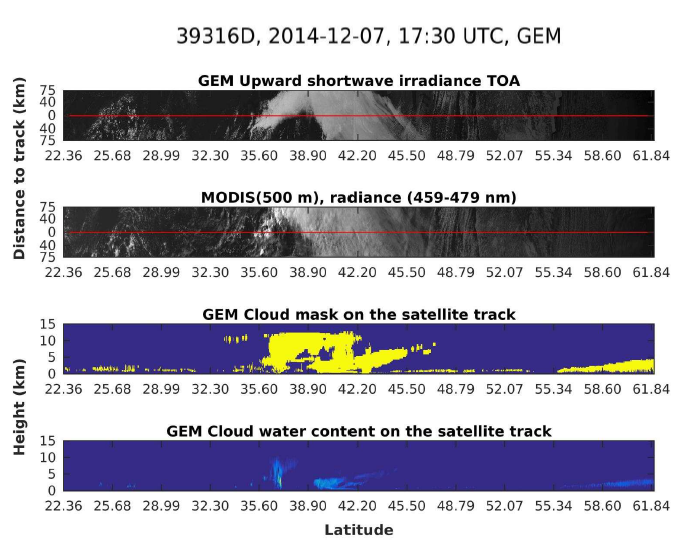 39316D, 2014-12-07, 17:30 UTC, GEM
GEM Upward shortwave irradiance TOA
75
40
0
40
75
22.36 25.68 28.99 32.30 35.60 38.90 42.20 45.50 48.79 52.07 55.34 58.60 61.84
Distance to track (km)
MODIS(500 m), radiance (459-479 nm)
75
40
0
40
75
22.36 25.68 28.99 32.30 35.60 38.90 42.20 45.50 48.79 52.07 55.34 58.60 61.84
GEM Cloud mask on the satellite track
15
10
5
0
22.36 25.68 28.99 32.30 35.60 38.90 42.20 45.50 48.79 52.07 55.34 58.60 61.84
Height (km)
GEM Cloud water content on the satellite track
15
10
5
0
22.36 25.68 28.99 32.30 35.60 38.90 42.20 45.50 48.79 52.07 55.34 58.60 61.84
Latitude